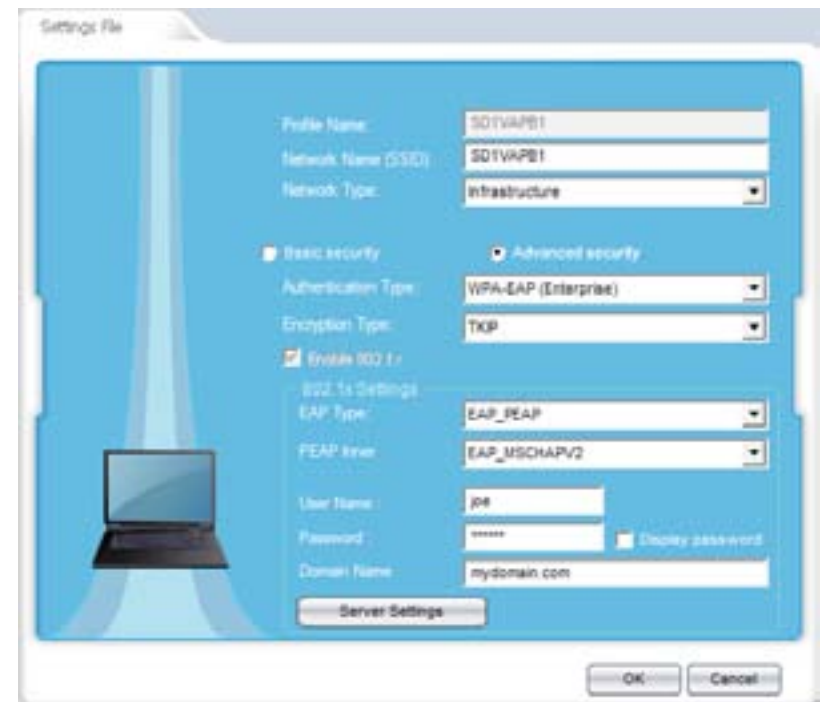 Settings File
Profile Name: SD1VAPB1
Network Name (SSID) SD1VAPB1
Network Type: Infrastructure
Basic security Advanced security
Authentication Type: WPA-EAP (Enterprise)
Encryption Type: TKIP
Enable 802.1x
802.1x Settings
EAP Type: EAP_PEAP
PEAP Inner EAP_MSCHAPV2
User Name : joe
Password : ****** Display password
Domain Name mydomain.com
Server Settings
OK Cancel